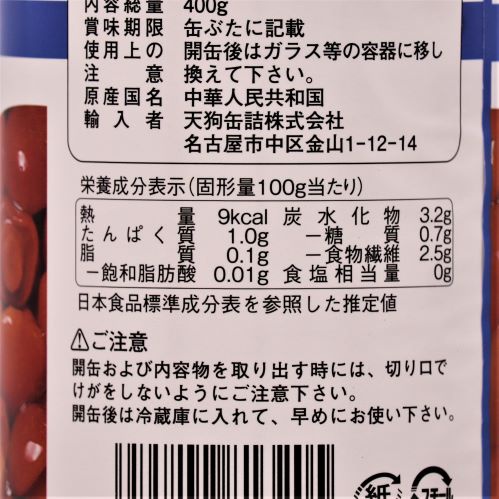 内容総量 400g
賞味期限 缶ぶたに記載
使用上の 開缶後はガラス等の容器に移し
注意 換えて下さい。
原産国名 中華人民共和国
輸入者 天狗缶詰株式会社
名古屋市中区金山1-12-14
栄養成分表示(固形量100g当たり)
熱量 9kcal 炭水化物 3.2g
たんぱく質 1.0g ー糖質 0.7g
脂質 0.1g ー食物繊維 2.5g
ー飽和脂肪酸 0.01g 食塩相当量 0g
日本食品標準成分表を参照した推定値
⚠ご注意
開缶および内容物を取り出す時には、切り口で
けがをしないようにご注意下さい。
開缶後は冷蔵庫に入れて、早めにお使い下さい。
紙 スチール